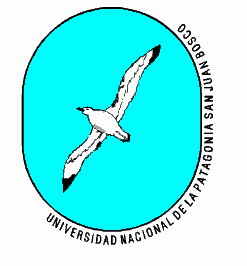 UNIVERSIDAD NACIONAL DE LA PATAGONIA SAN JUAN BOSCO